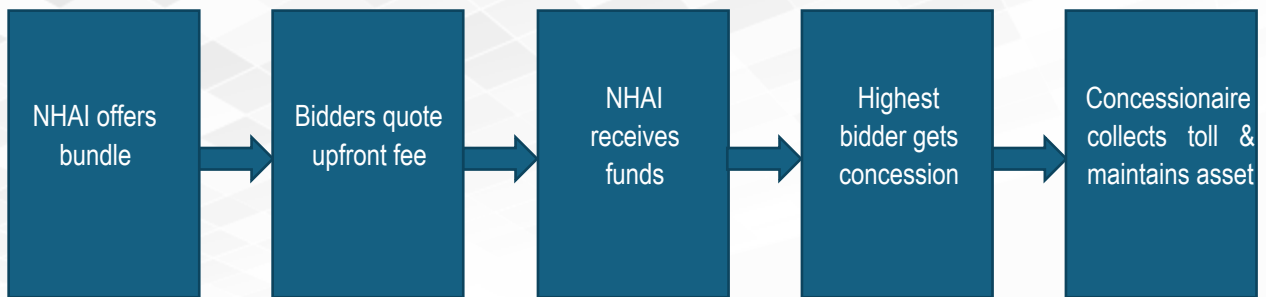 NHAI offers
bundle
Bidders quote
upfront fee
NHAI
receives
funds
Highest
bidder gets
concession
Concessionaire
collects toll &
maintains asset